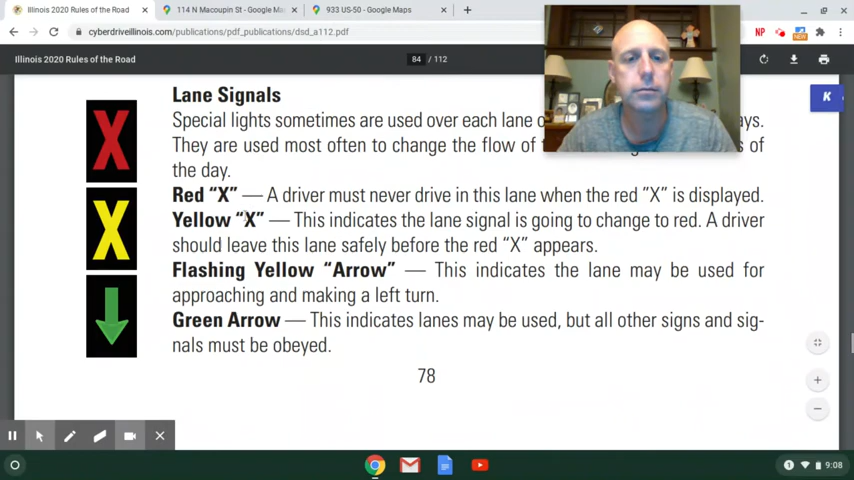 Illinois 2020 Rules of the Road
114 N Macoupin St - Google Ma
933 US-50 - Google Maps
cyberdriveillinois.com/publications/pdf_publications/dsd_a112.pdf
NP
NEW
Illinois 2020 Rules of the Road
84 / 112
K
Lane Signals
Special lights sometimes are used over each lane o ays.
They are used most often to change the flow of s of
the day.
Red “X” — A driver must never drive in this lane when the red ”X” is displayed.
Yellow “X” — This indicates the lane signal is going to change to red. A driver
should leave this lane safely before the red “X” appears.
Flashing Yellow “Arrow” — This indicates the lane may be used for
approaching and making a left turn.
Green Arrow — This indicates lanes may be used, but all other signs and sig-
nals must be obeyed.
78
1 9:08